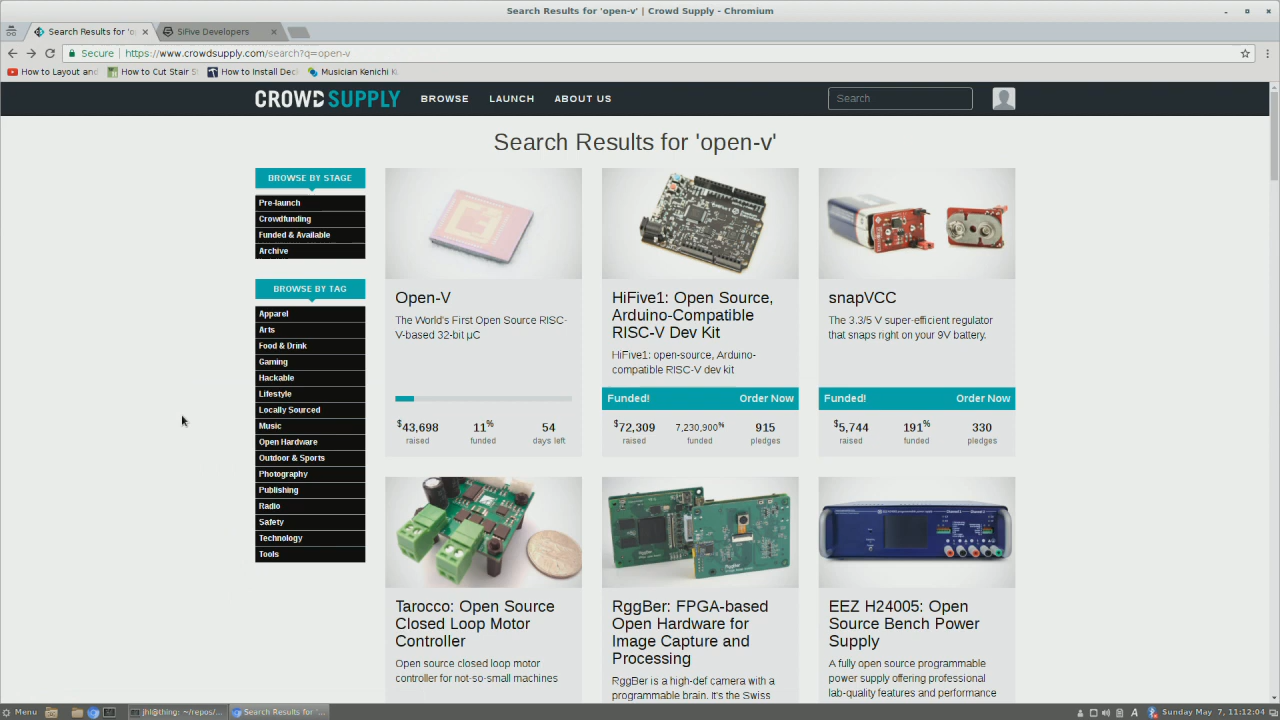 Search Results for 'open-v' | Crowd Supply - Chromium
Search Results for 'o
SiFive Developers
Secure
https://www.crowdsupply.com/search?q=open-v
How to Layout an
How to Cut Stair S
How to Install Dec
Musician Kenichi K
CROWD SUPPLY
BROWSE
LAUNCH
ABOUT US
Search
Search Results for 'open-v'
BROWSE BY STAGE
Pre-launch
Crowdfunding
Funded & Available
Archive
BROWSE BY TAG
Apparel
Arts
Food & Drink
Gaming
Hackable
Lifestyle
Locally Sourced
Music
Open Hardware
Outdoor & Sports
Photography
Publishing
Radio
Safety
Technology
Tools
Open-V
The World's First Open Source RISC-
V-based 32-bit µC
$43,698
11%
54
raised
funded
days left
HiFive1: Open Source,
Arduino-Compatible
RISC-V Dev Kit
HiFive1: open-source, Arduino-
compatible RISC-V dev kit
Funded!
Order Now
$72,309
7,230,900%
915
raised
funded
pledges
snapVCC
The 3.3/5 V super-efficient regulator
that snaps right on your 9V battery.
Funded!
Order Now
$5,744
191%
330
raised
funded
pledges
Tarocco: Open Source
Closed Loop Motor
Controller
Open source closed loop motor
controller for not-so-small machines
RggBer
RggBer: FPGA-based
Open Hardware for
Image Capture and
Processing
RggBer is a high-def camera with a
programmable brain. It's the Swiss
EEZ H24005: Open
Source Bench Power
Supply
A fully open source programmable
power supply offering professional
lab-quality features and performance
Menu
jhl@thing: ~/repos/...
Search Results for '...
A
Sunday May 7, 11:12:04